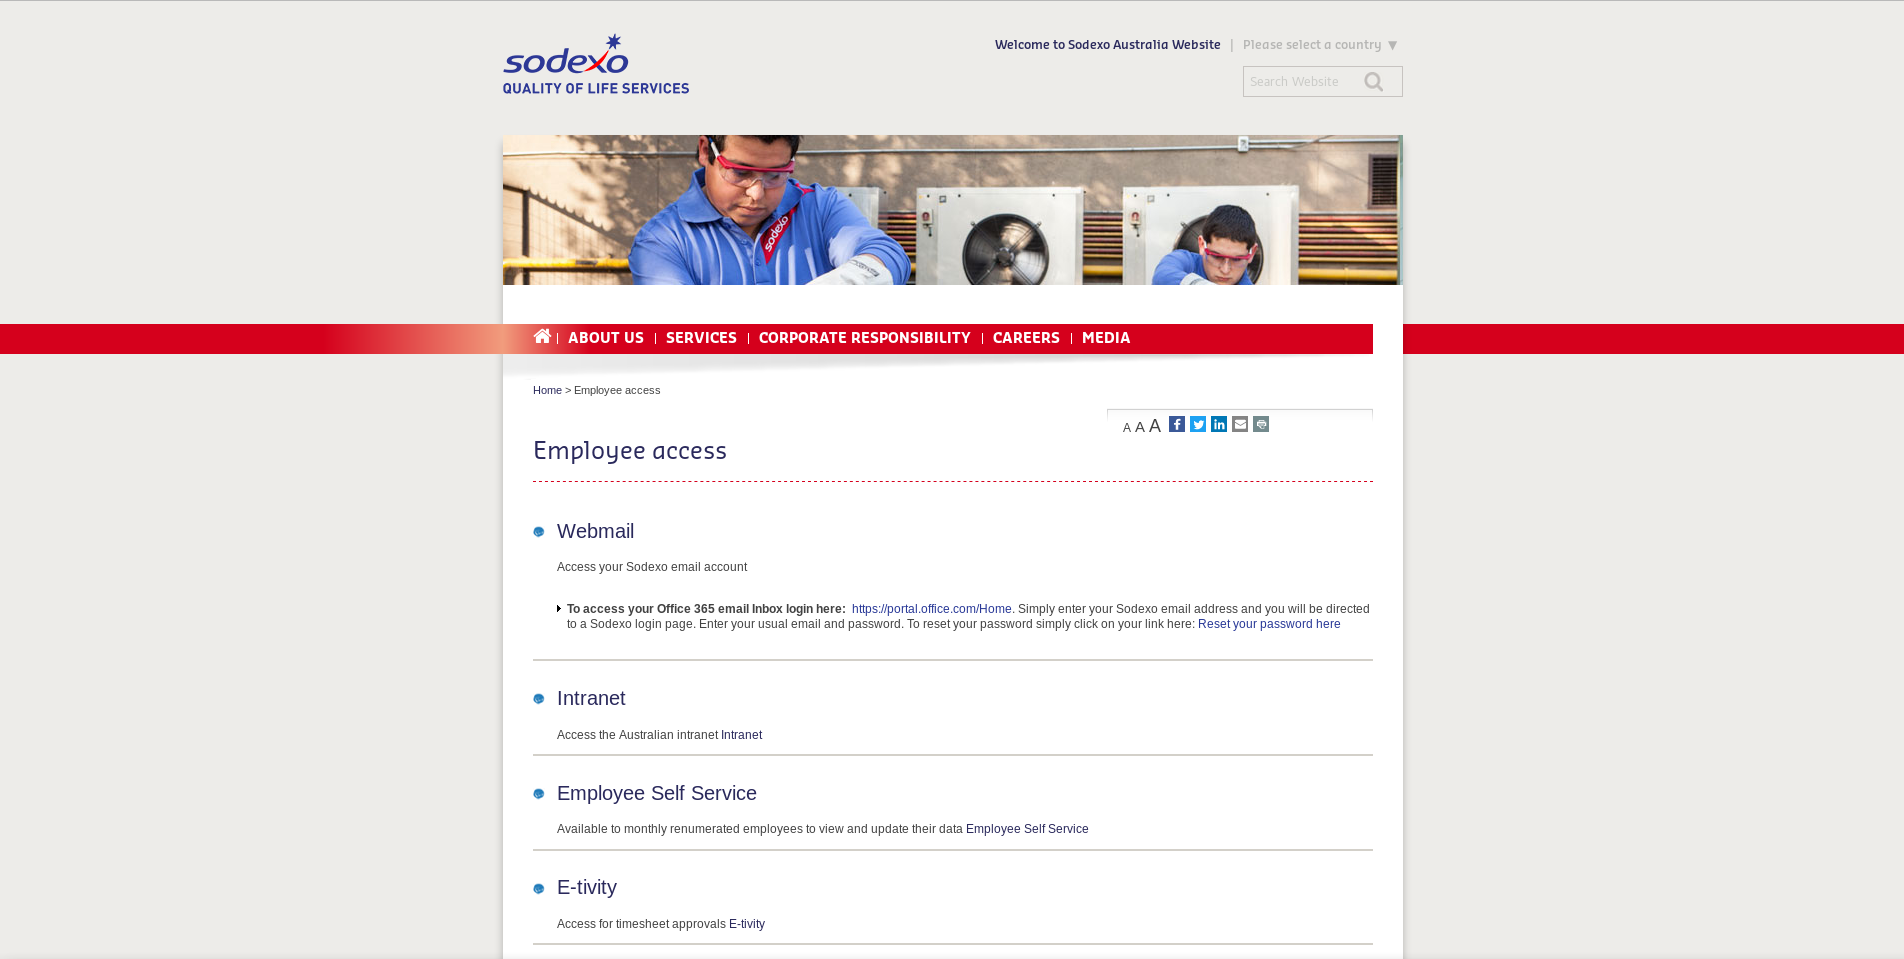 sodexo
QUALITY OF LIFE SERVICES
Welcome to Sodexo Australia Website | Please select a country ▼
Search Website
sodexo
ABOUT US | SERVICES | CORPORATE RESPONSIBILITY | CAREERS | MEDIA
Home > Employee access
A A A
Employee access
Webmail
Access your Sodexo email account
To access your Office 365 email Inbox login here: https://portal.office.com/Home. Simply enter your Sodexo email address and you will be directed
to a Sodexo login page. Enter your usual email and password. To reset your password simply click on your link here: Reset your password here
Intranet
Access the Australian intranet Intranet
Employee Self Service
Available to monthly renumerated employees to view and update their data Employee Self Service
E-tivity
Access for timesheet approvals E-tivity